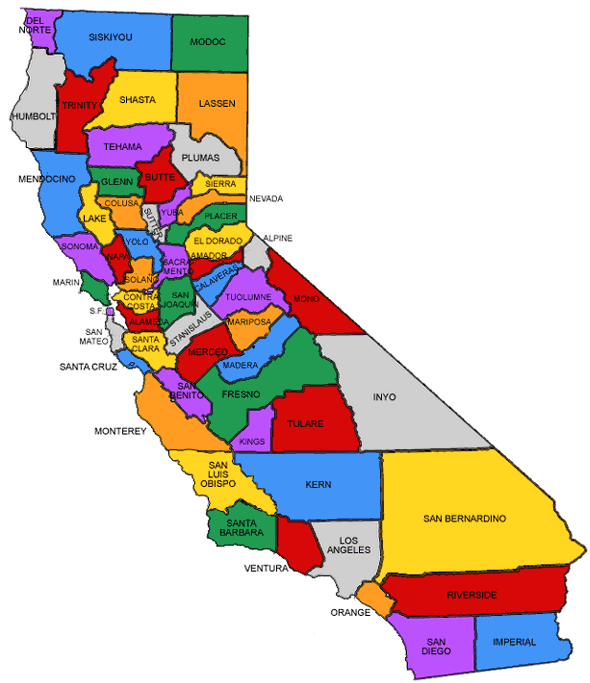 DEL
NORTE
SISKIYOU
MODOC
HUMBOLT
TRINITY
SHASTA
LASSEN
TEHAMA
PLUMAS
MENDOCINO
GLENN
BUTTE
SIERRA
NEVADA
COLUSA
SUTTER
YUBA
PLACER
LAKE
SONOMA
NAPA
YOLO
EL DORADO
ALPINE
SACRA
MENTO
AMADOR
MARIN
SOLANO
CALAVERAS
CONTRA
COSTA
SAN
JOAQUIN
TUOLUMNE
MONO
S.F.
ALAMEDA
STANISLAUS
MARIPOSA
SAN
MATEO
SANTA
CLARA
MERCED
SANTA CRUZ
MADERA
SAN
BENITO
FRESNO
INYO
MONTEREY
KINGS
TULARE
SAN
LUIS
OBISPO
KERN
SAN BERNARDINO
SANTA
BARBARA
VENTURA
LOS
ANGELES
ORANGE
RIVERSIDE
SAN
DIEGO
IMPERIAL